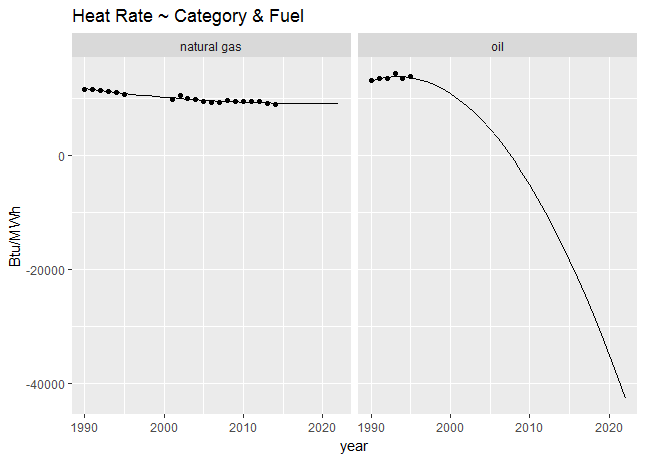 Heat Rate ~ Category & Fuel
natural gas
oil
Btu/MWh
0
-20000
-40000
1990
2000
2010
2020
1990
2000
2010
2020
year